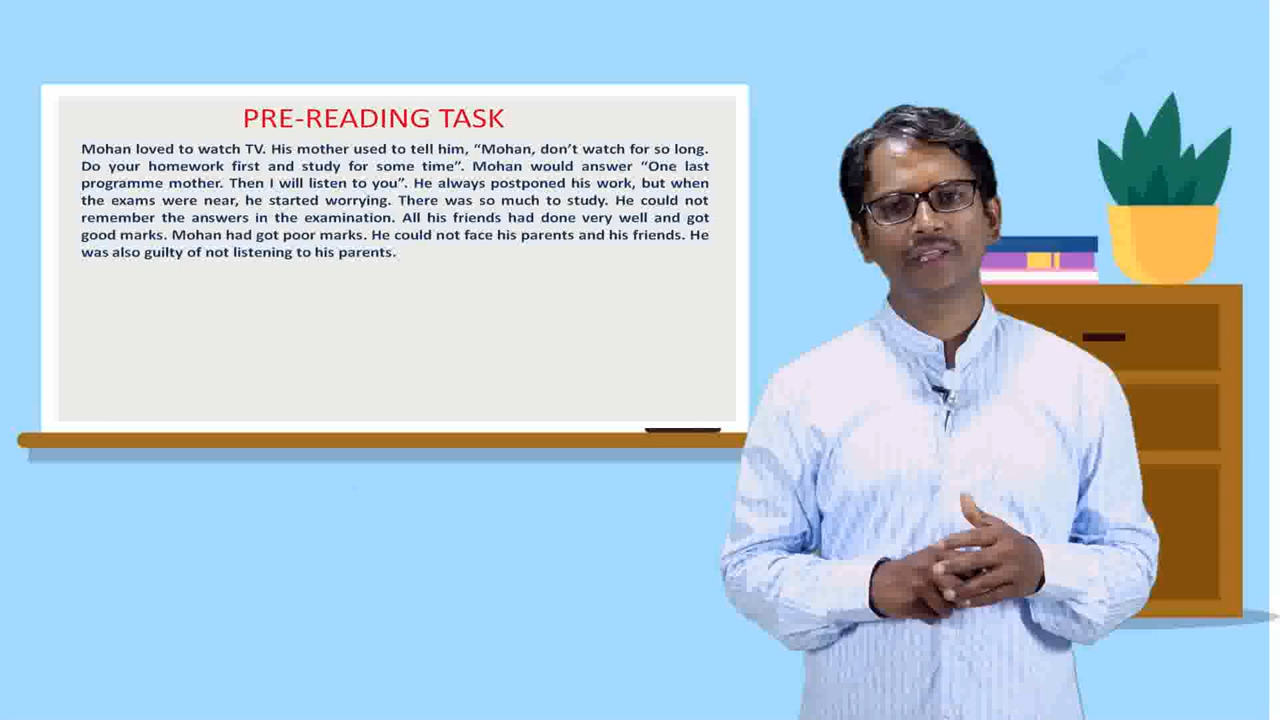 PRE-READING TASK
Mohan loved to watch TV. His mother used to tell him, “Mohan, don’t watch for so long.
Do your homework first and study for some time”. Mohan would answer “One last
programme mother. Then I will listen to you”. He always postponed his work, but when
the exams were near, he started worrying. There was so much to study. He could not
remember the answers in the examination. All his friends had done very well and got
good marks. Mohan had got poor marks. He could not face his parents and his friends. He
was also guilty of not listening to his parents.